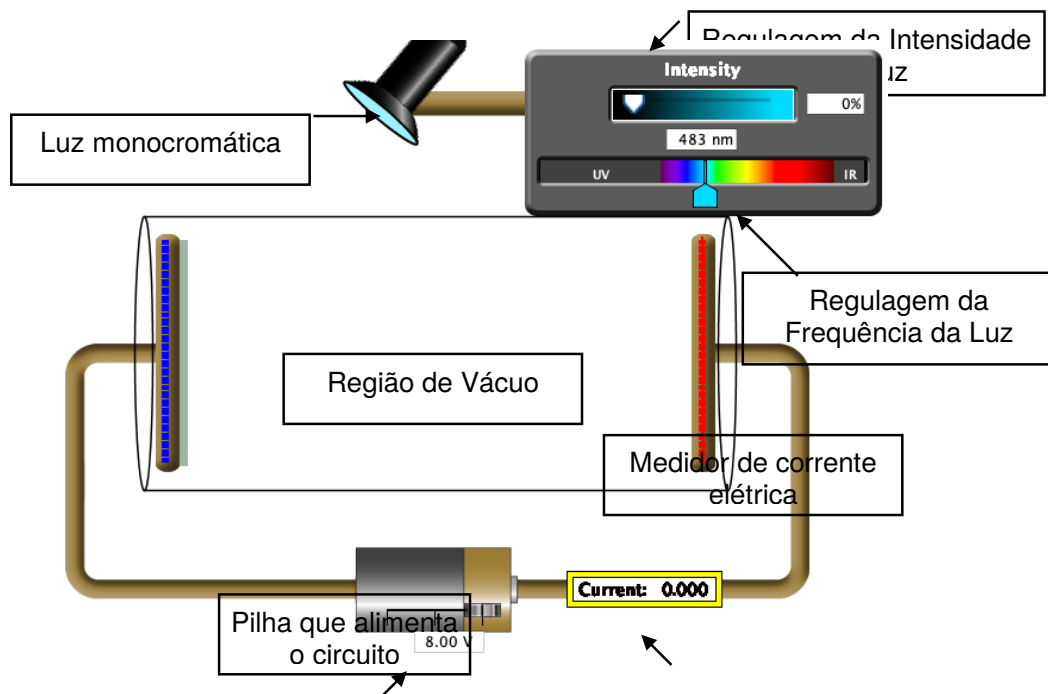 Regulagem da Intensidade
uz
Intensity
0%
483 nm
UV
IR
Luz monocromática
Regulagem da
Frequência da Luz
Região de Vácuo
Medidor de corrente
elétrica
Current: 0.000
Pilha que alimenta
o circuito
8.00 V